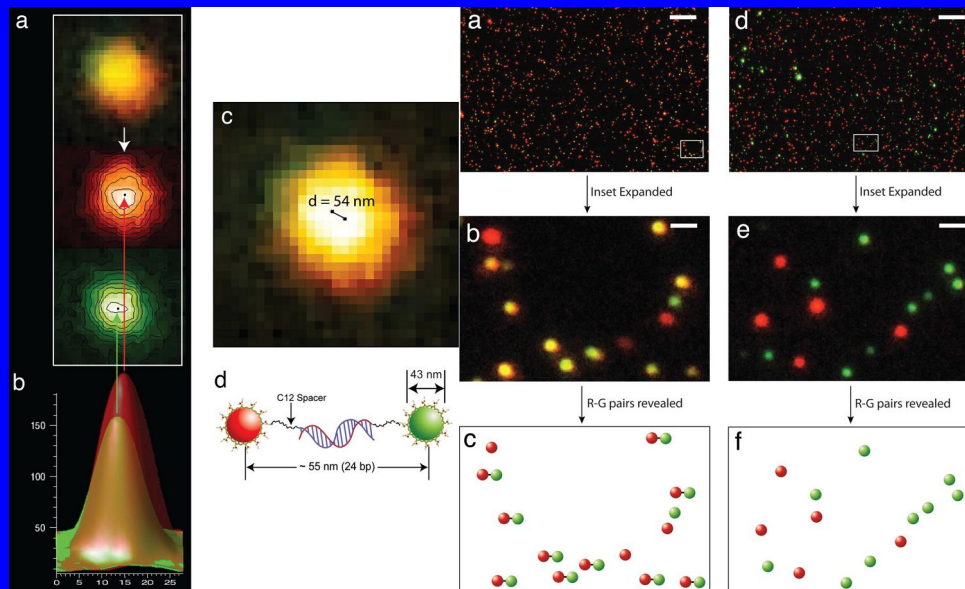 a
b
150
100
50
0 5 10 15 20 25
c
d = 54 nm
d
43 nm
C12 Spacer
~ 55 nm (24 bp)
a
Inset Expanded
b
R-G pairs revealed
c
d
Inset Expanded
e
R-G pairs revealed
f